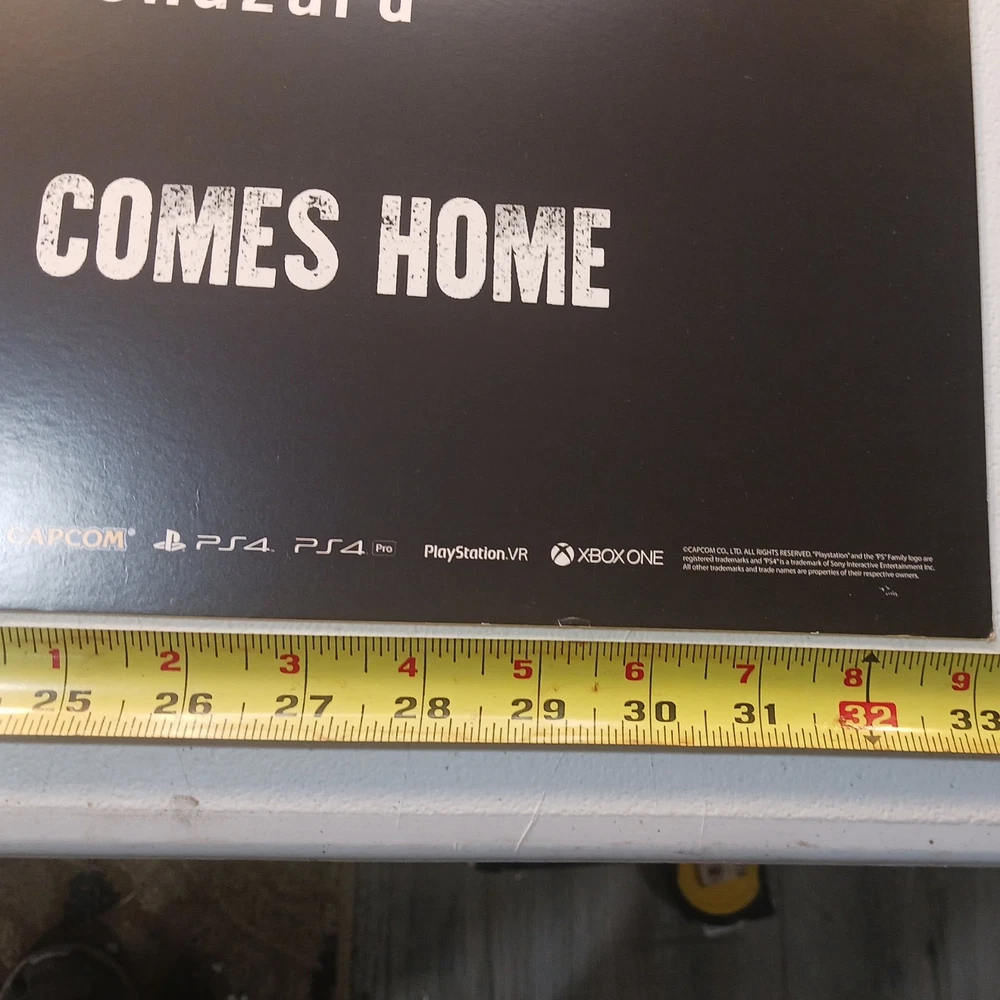 COMES HOME
CAPCOM® PS4™ PS4 Pro PlayStation.VR XBOX ONE
©CAPCOM CO., LTD. ALL RIGHTS RESERVED. "Playstation" and the "PS" Family logo are
registered trademarks and "PS4" is a trademark of Sony Interactive Entertainment Inc.
All other trademarks and trade names are properties of their respective owners.
1 2 3 4 5 6 7 8 9
25 26 27 28 29 30 31 32 33